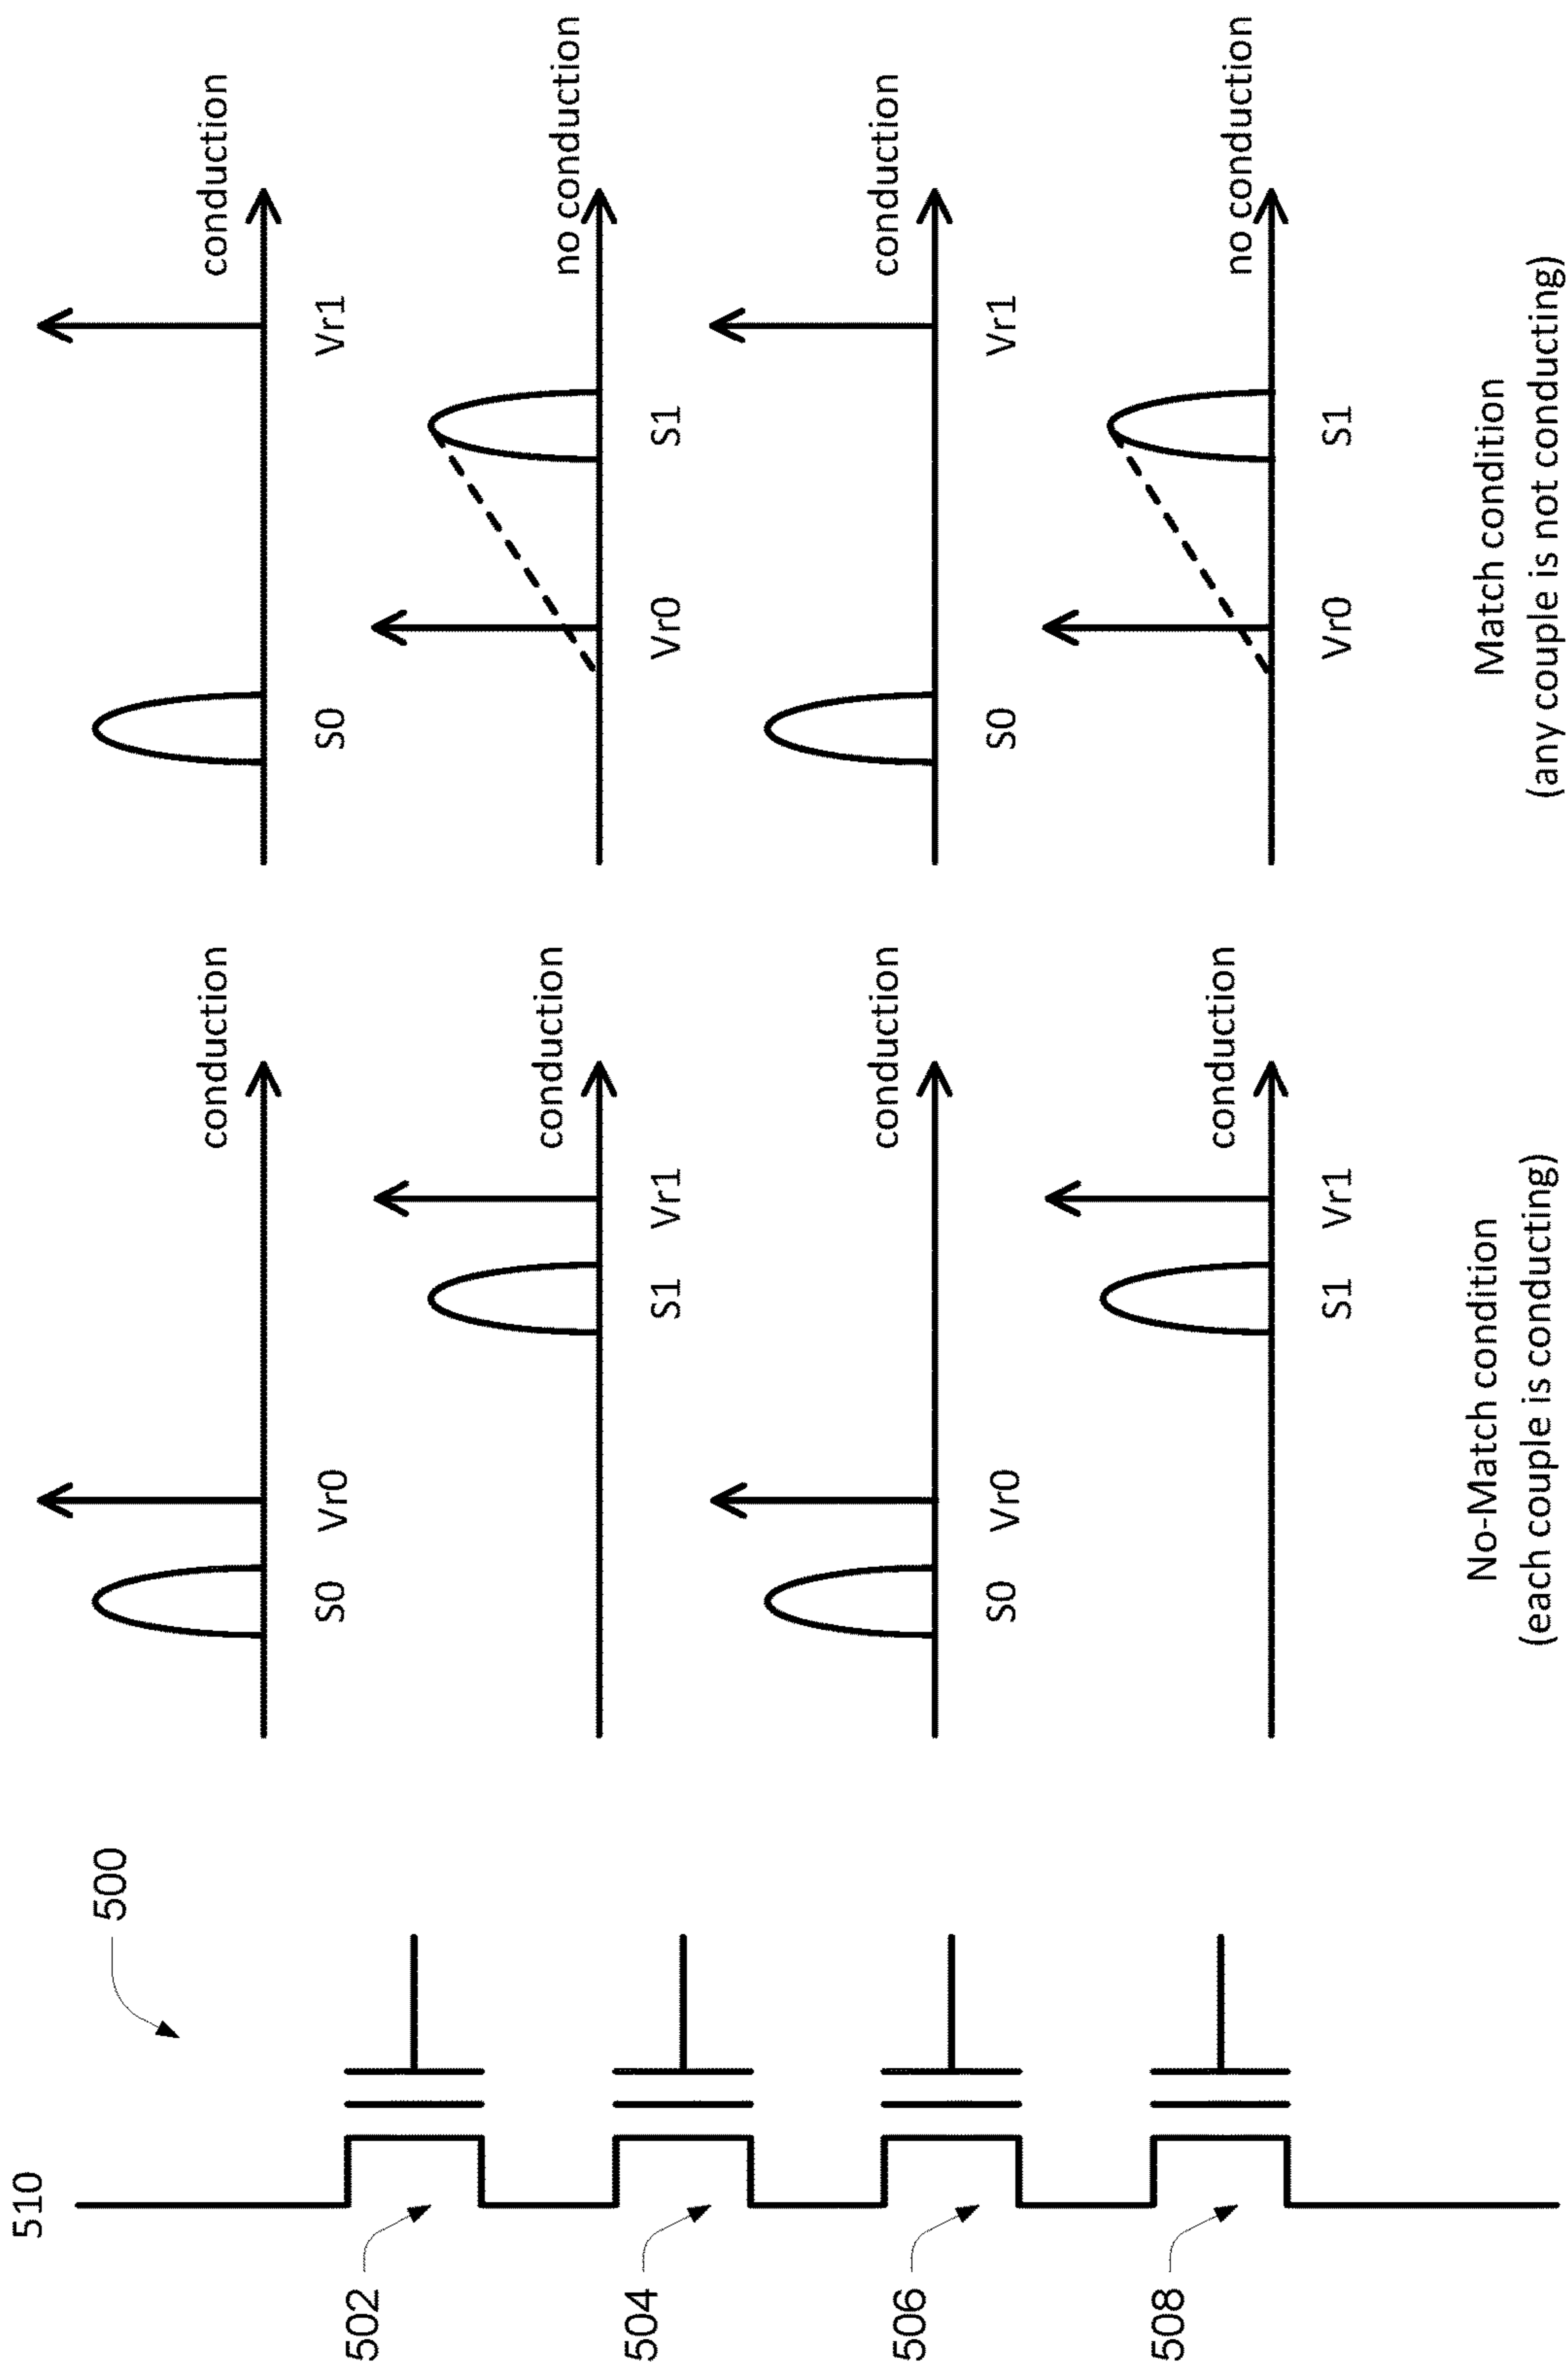 510
500
502
504
506
508
conduction
S0 Vr0
conduction
S1 Vr1
conduction
S0 Vr0
conduction
S1 Vr1
No-Match condition
(each couple is conducting)
conduction
S0 Vr1
no conduction
Vr0 S1
conduction
S0 Vr1
no conduction
Vr0 S1
Match condition
(any couple is not conducting)